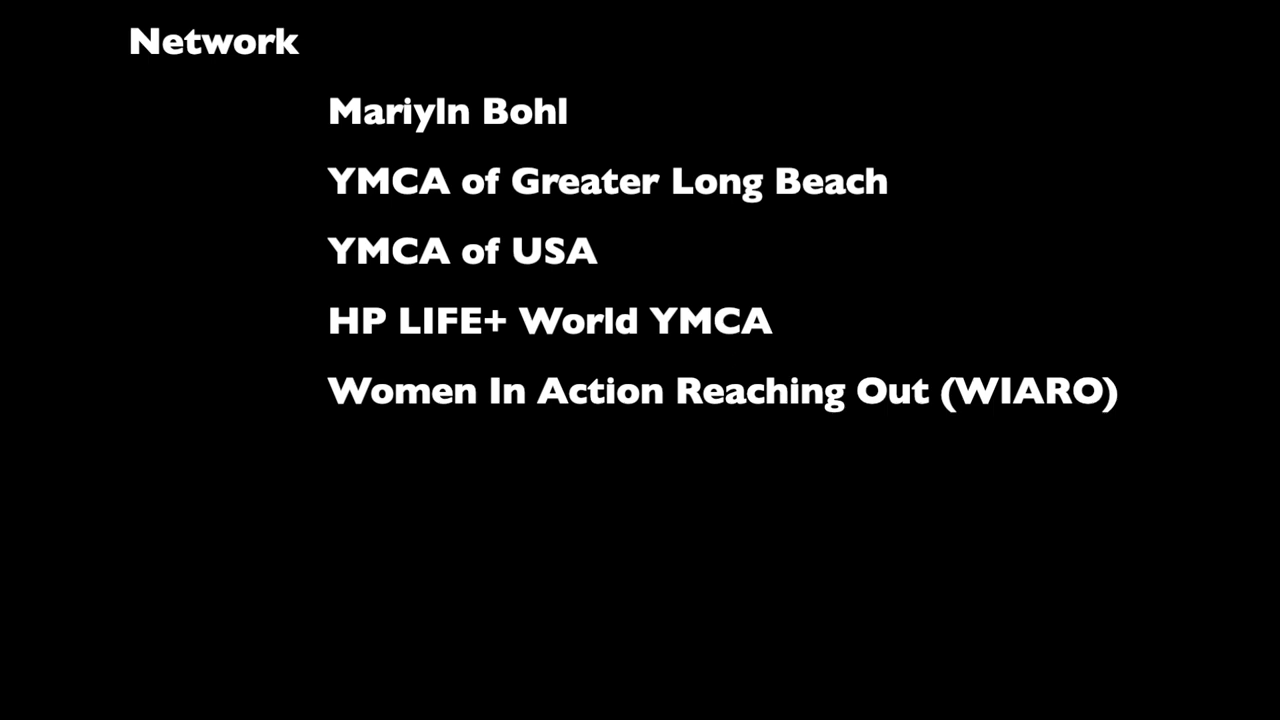 Network
Mariyln Bohl
YMCA of Greater Long Beach
YMCA of USA
HP LIFE+ World YMCA
Women In Action Reaching Out (WIARO)